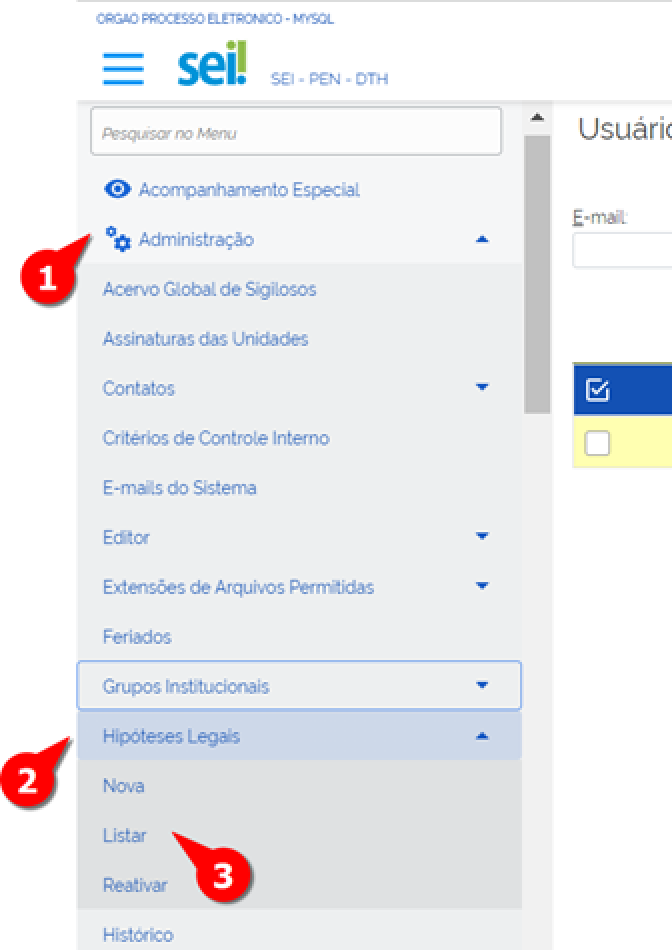 ORGAO PROCESSO ELETRONICO - MYSQL
sei!
SEI - PEN - DTH
Pesquisar no Menu
Usuário
E-mail:
Acompanhamento Especial
1
Administração
Acervo Global de Sigilosos
Assinaturas das Unidades
Contatos
Critérios de Controle Interno
E-mails do Sistema
Editor
Extensões de Arquivos Permitidas
Feriados
Grupos Institucionais
2
Hipóteses Legais
Nova
Listar
3
Reativar
Histórico